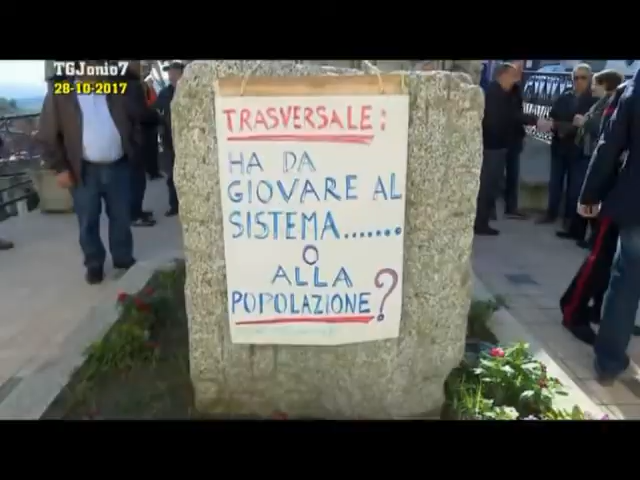 TGJonio7
28-10-2017
TRASVERSALE:
HA DA
GIOVARE AL
SISTEMA.......
O
ALLA
POPOLAZIONE?